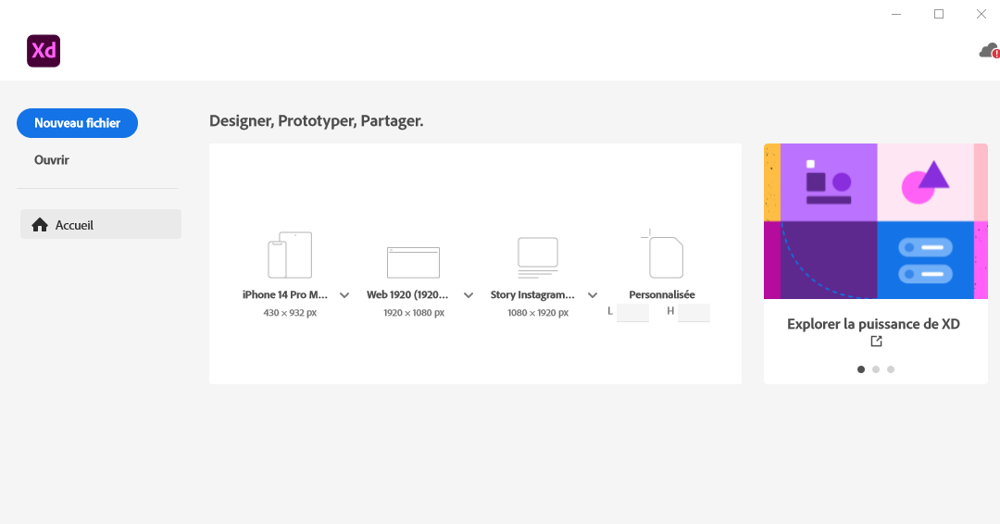 Xd
Nouveau fichier
Ouvrir
Accueil
Designer, Prototyper, Partager.
iPhone 14 Pro M...
430 × 932 px
Web 1920 (1920...
1920 × 1080 px
Story Instagram...
1080 × 1920 px
Personnalisée
L
H
Explorer la puissance de XD